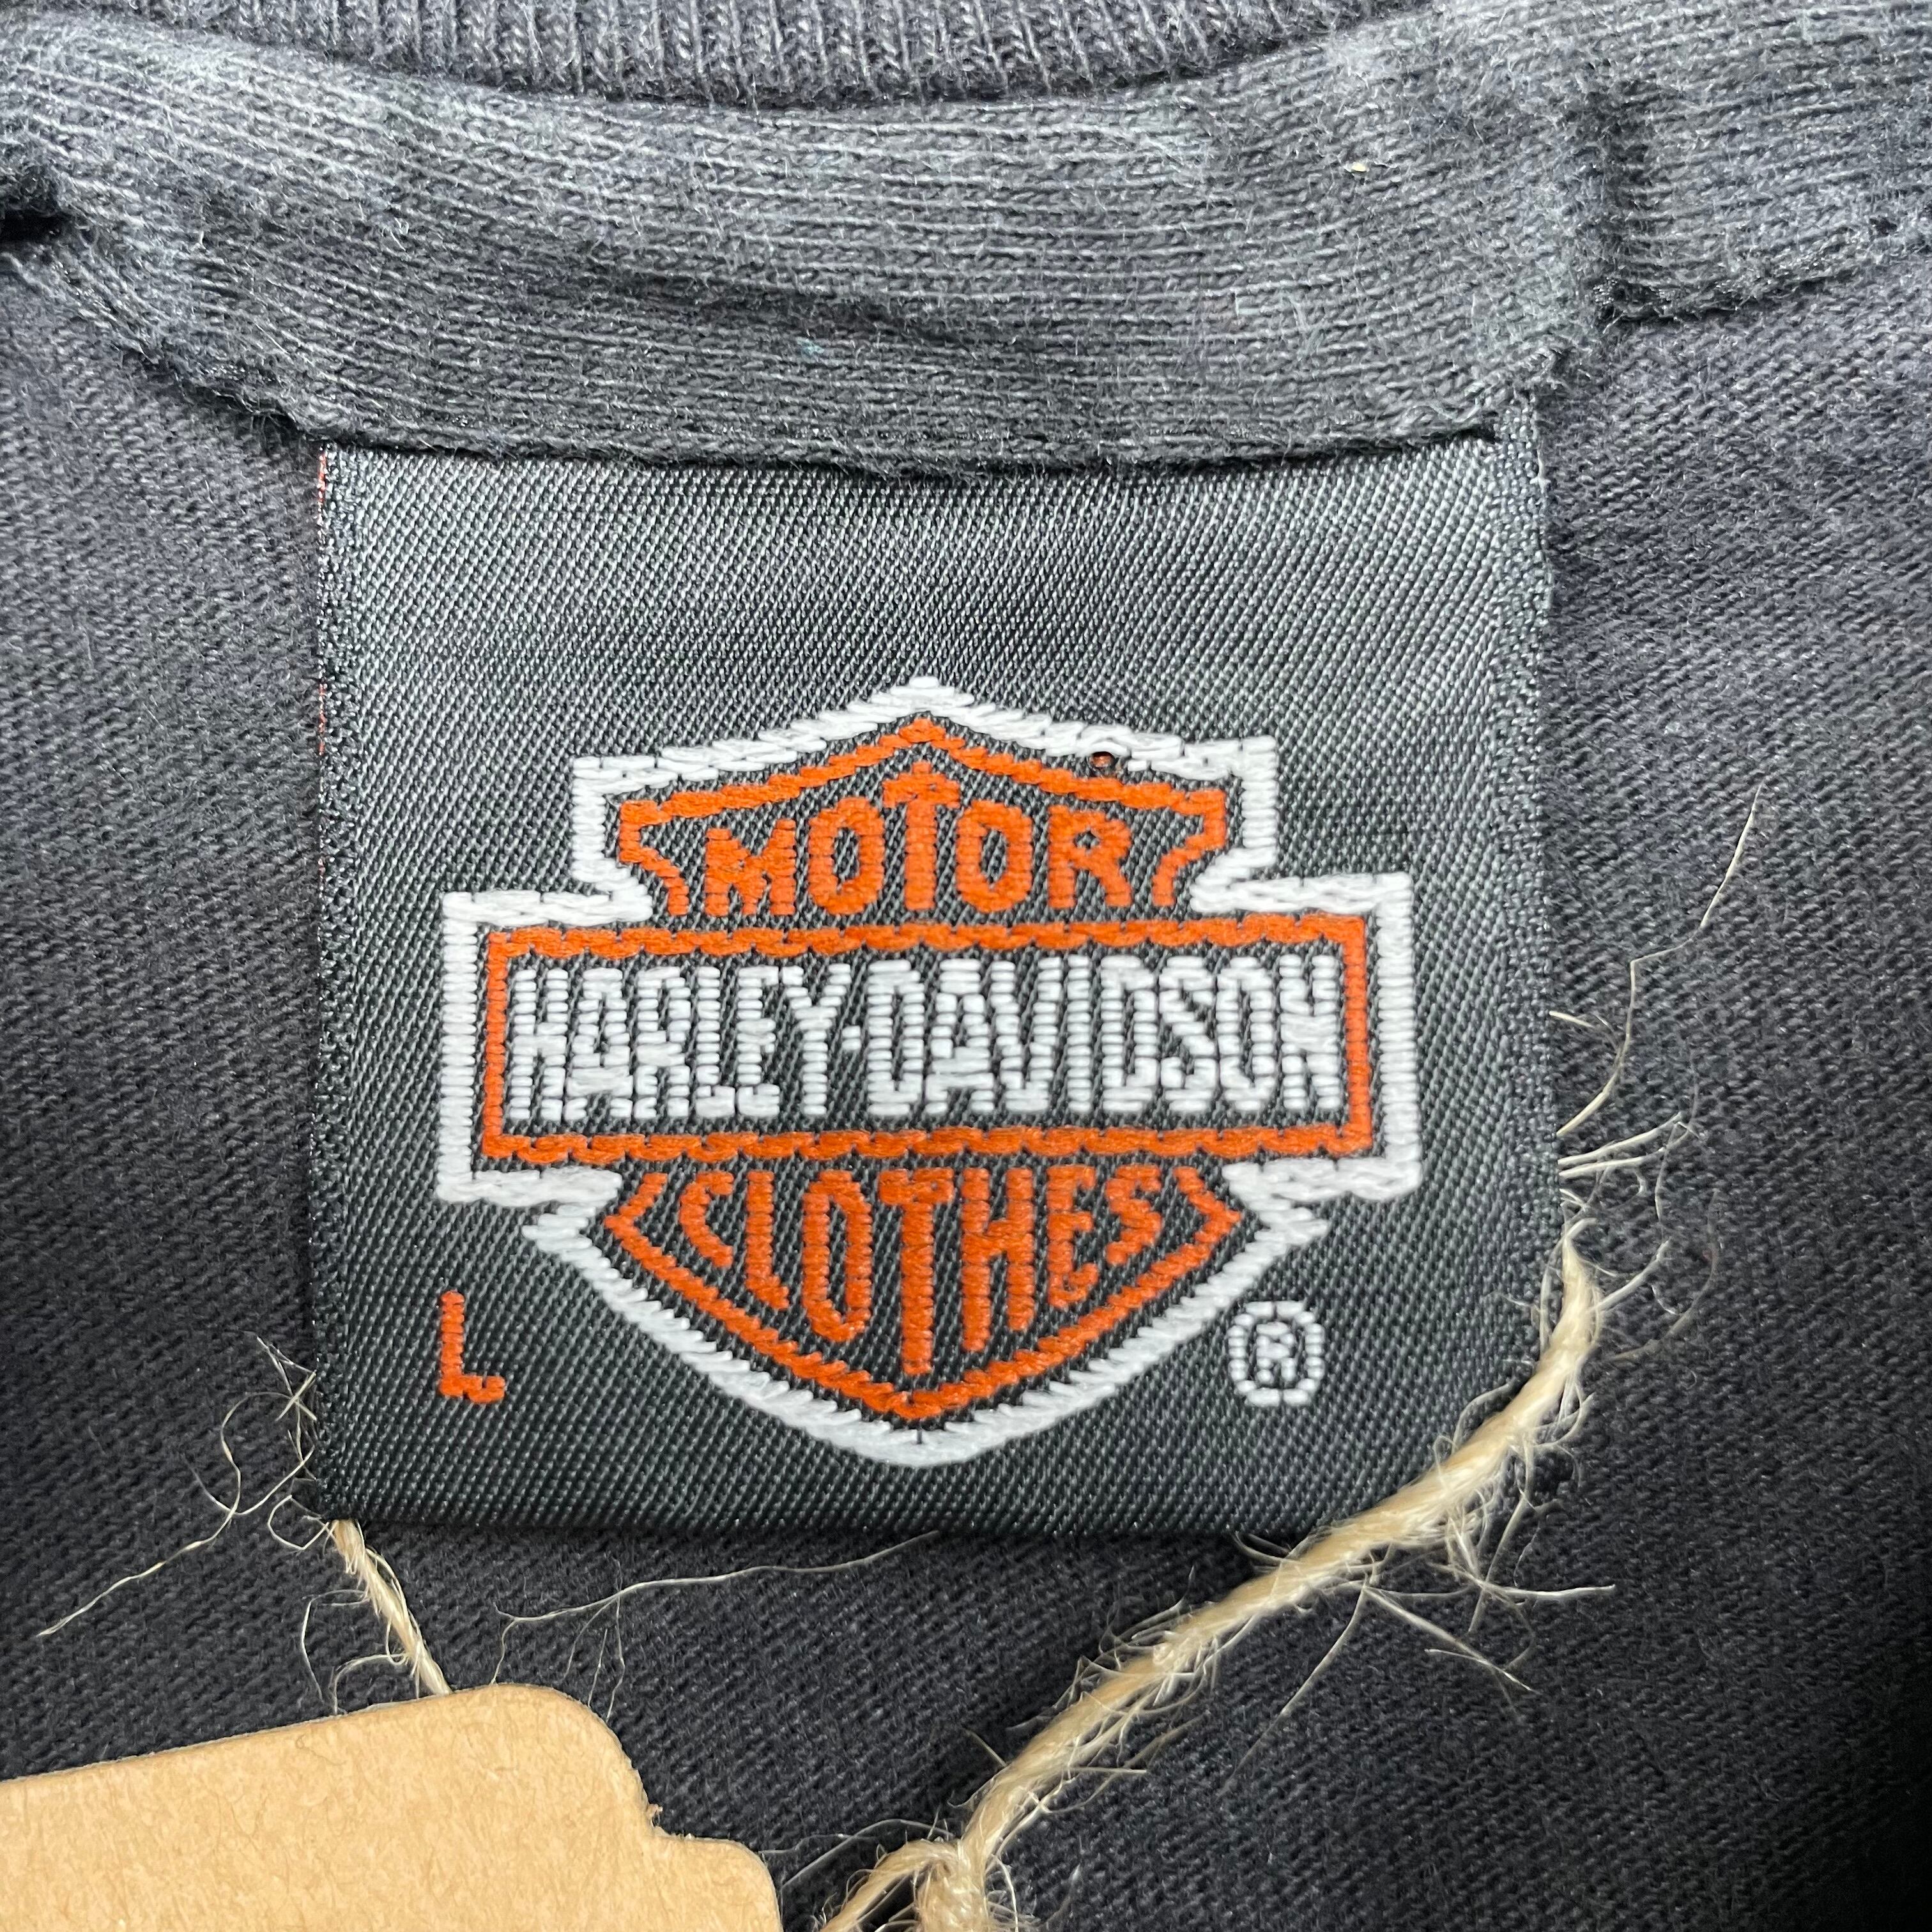 MOTOR
HARLEY-DAVIDSON
CLOTHES
L ®